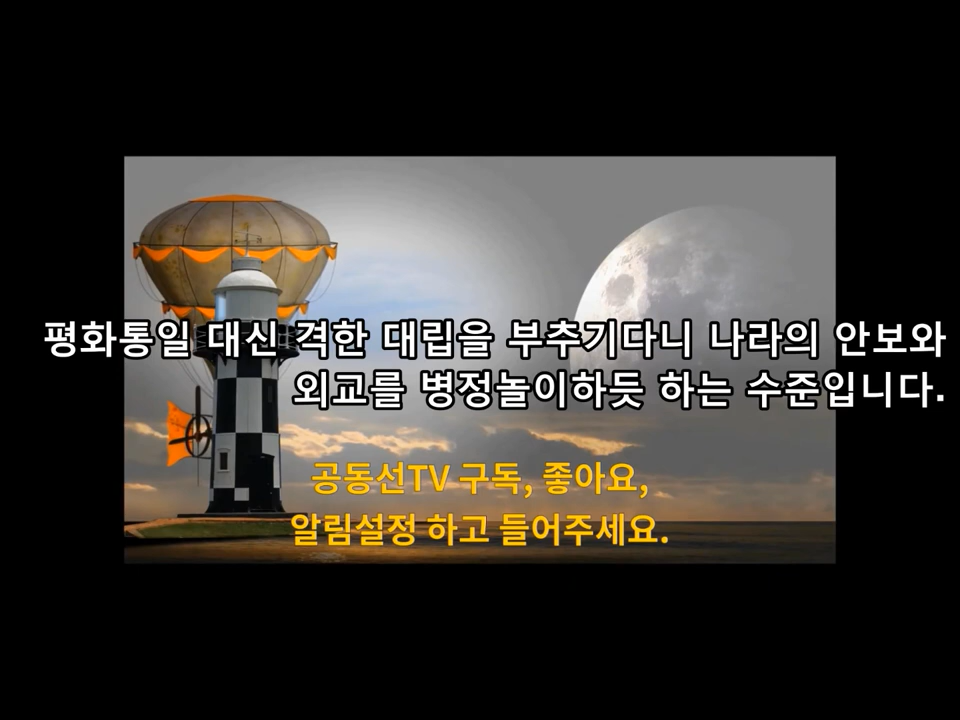 평화통일 대신 격한 대립을 부추기다니 나라의 안보와
외교를 병정놀이하듯 하는 수준입니다.
공동선TV 구독, 좋아요,
알림설정 하고 들어주세요.